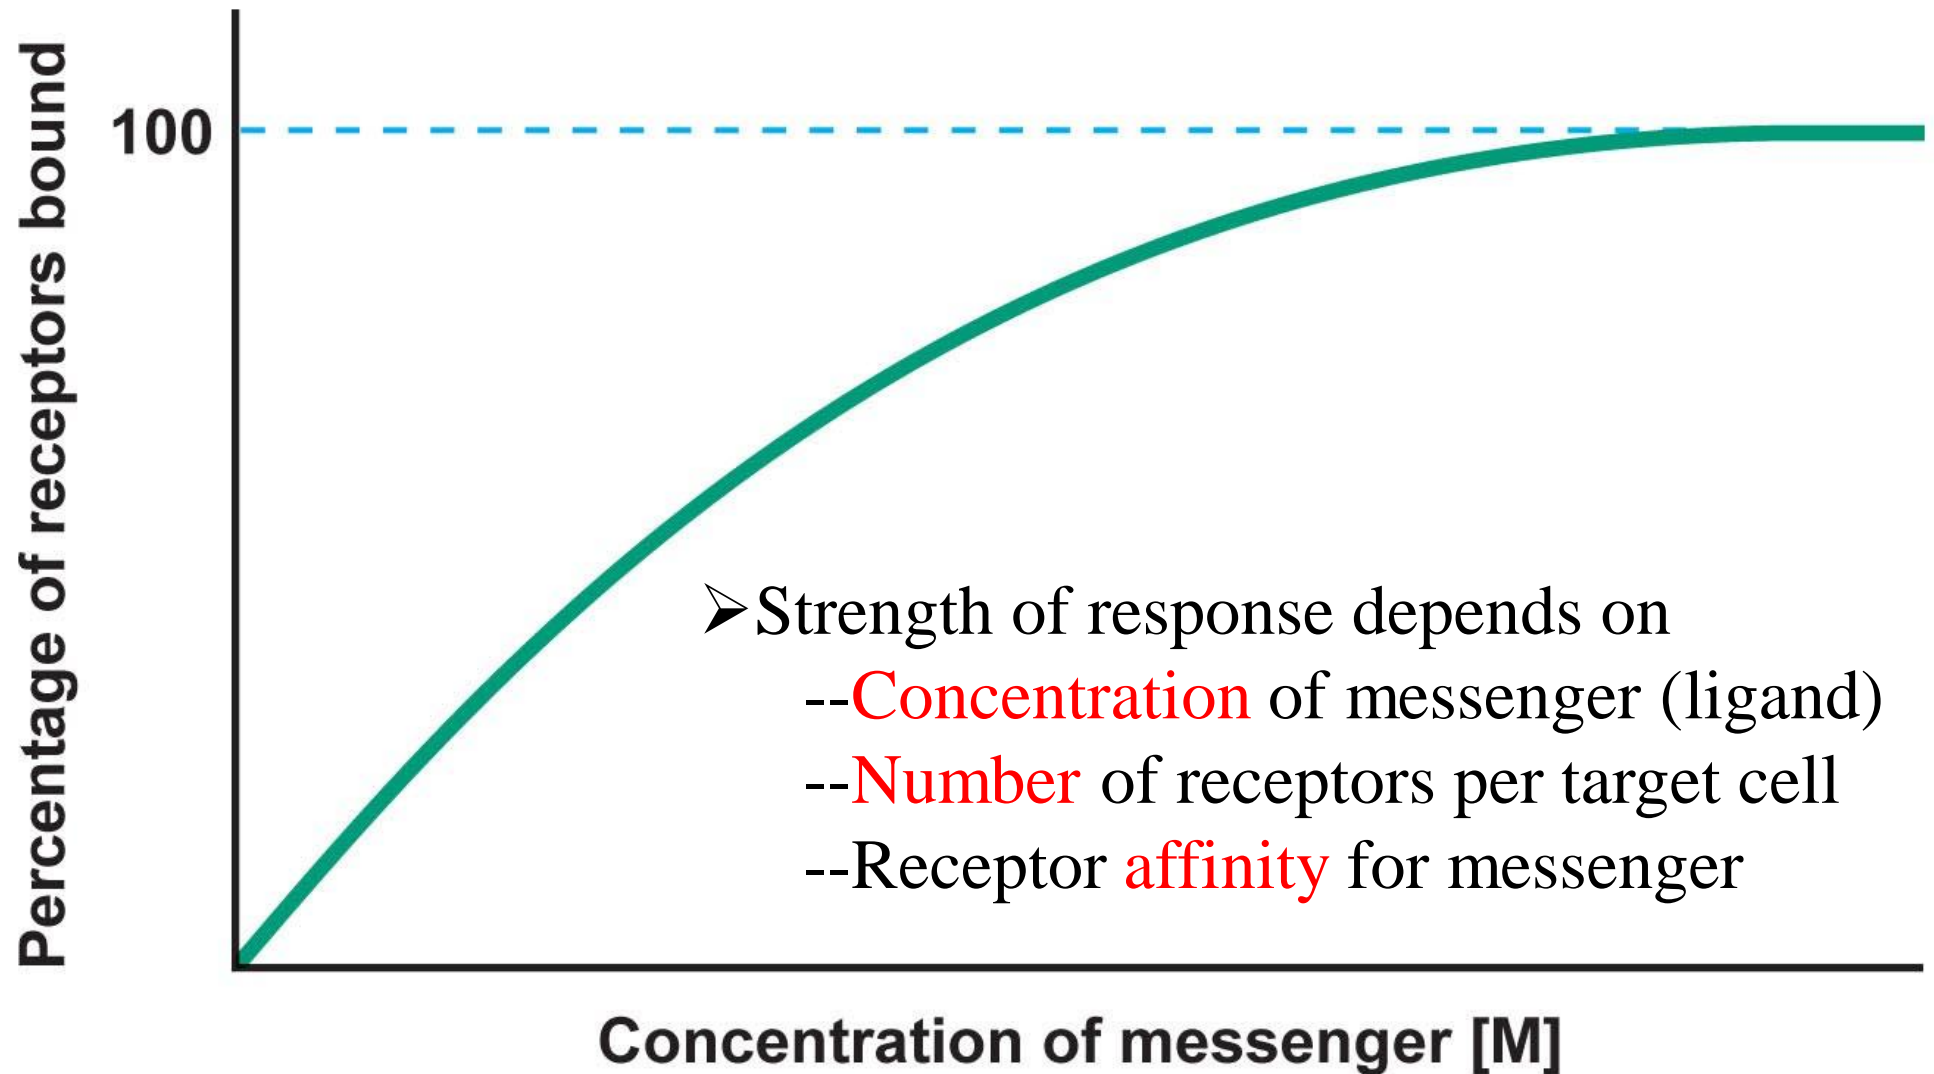 Percentage of receptors bound
100
➢Strength of response depends on
--Concentration of messenger (ligand)
--Number of receptors per target cell
--Receptor affinity for messenger
Concentration of messenger [M]